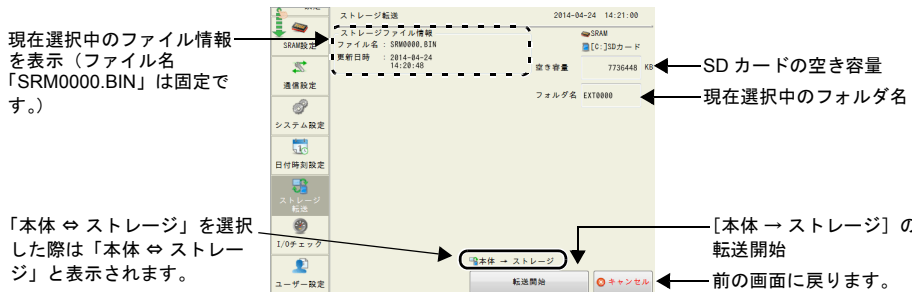 現在選択中のファイル情報
を表示（ファイル名
「SRM0000.BIN」は固定で
す。）
「本体 ⇔ ストレージ」を選択
した際は「本体 ⇔ ストレー
ジ」と表示されます。
SRAM設定
通信設定
システム設定
日付時刻設定
ストレージ
転送
I/Oチェック
ユーザー設定
ストレージ転送
2014-04-24 14:21:00
ストレージファイル情報
ファイル名 : SRM0000.BIN
更新日時 : 2014-04-24
14:20:48
SRAM
[C:]SDカード
空き容量 7736448 KB
フォルダ名 EXT0000
本体 → ストレージ
転送開始
キャンセル
SD カードの空き容量
現在選択中のフォルダ名
［本体 → ストレージ］の
転送開始
前の画面に戻ります。